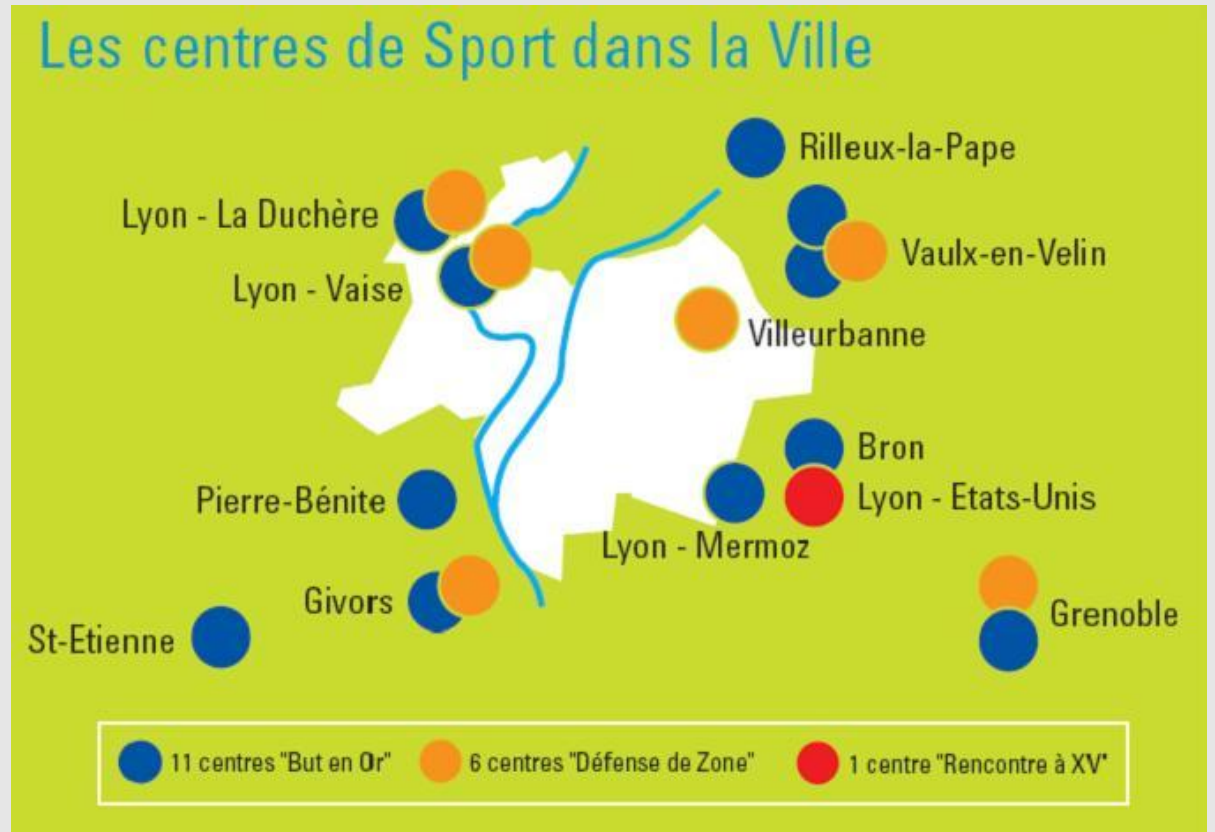 Les centres de Sport dans la Ville
Rilleux-la-Pape
Lyon - La Duchère
Vaulx-en-Velin
Lyon - Vaise
Villeurbanne
Bron
Pierre-Bénite
Lyon - Etats-Unis
Lyon - Mermoz
Givors
Grenoble
St-Etienne
11 centres "But en Or"
6 centres "Défense de Zone"
1 centre "Rencontre à XV"